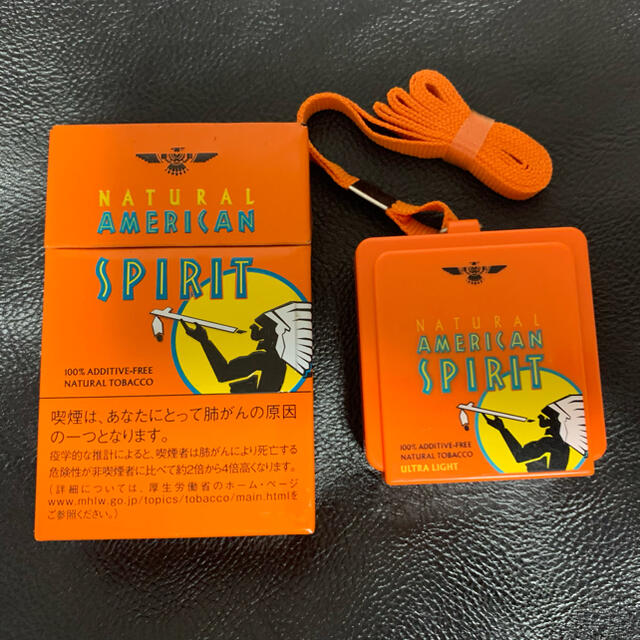 NATURAL
AMERICAN
SPIRIT
100% ADDITIVE-FREE
NATURAL TOBACCO
喫煙は、あなたにとって肺がんの原因
の一つとなります。
疫学的な推計によると、喫煙者は肺がんにより死亡する
危険性が非喫煙者に比べて約2倍から4倍高くなります。
(詳細については、厚生労働省のホーム・ページ
www.mhlw.go.jp/topics/tobacco/main.htmlを
ご参照ください。)
NATURAL
AMERICAN
SPIRIT
100% ADDITIVE-FREE
NATURAL TOBACCO
ULTRA LIGHT